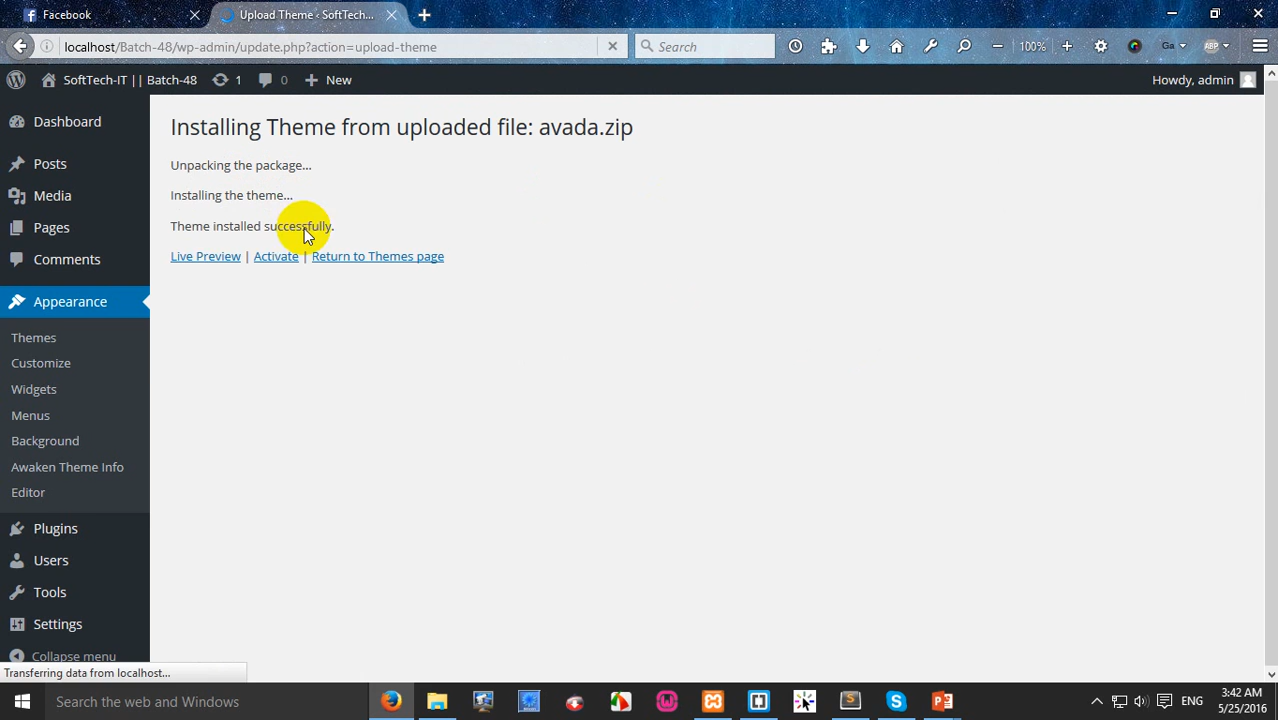 Facebook
Upload Theme ‹ SoftTech-...
localhost/Batch-48/wp-admin/update.php?action=upload-theme
Search
100%
Ga
ABP
SoftTech-IT || Batch-48
1
0
New
Howdy, admin
Dashboard
Posts
Media
Pages
Comments
Appearance
Themes
Customize
Widgets
Menus
Background
Awaken Theme Info
Editor
Plugins
Users
Tools
Settings
Collapse menu
Installing Theme from uploaded file: avada.zip
Unpacking the package...
Installing the theme...
Theme installed successfully.
Live Preview | Activate | Return to Themes page
Transferring data from localhost...
Search the web and Windows
ENG
3:42 AM
5/25/2016